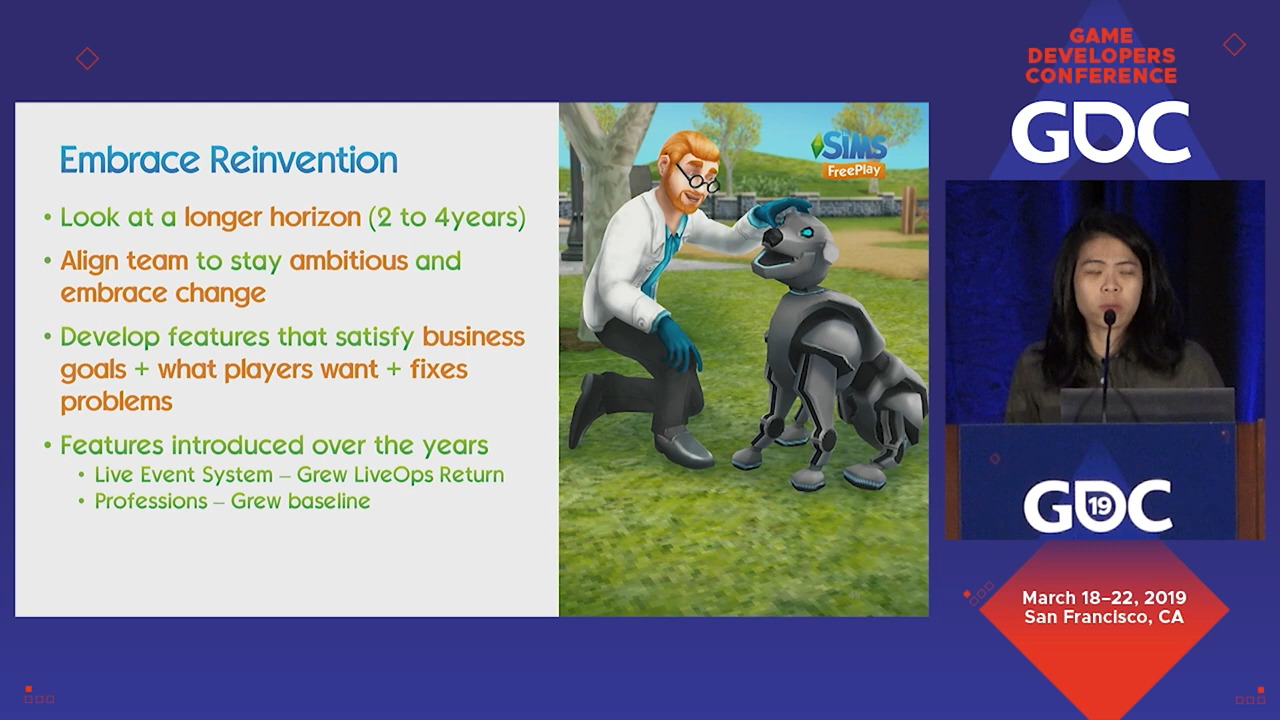 Embrace Reinvention
• Look at a longer horizon (2 to 4years)
• Align team to stay ambitious and
embrace change
• Develop features that satisfy business
goals + what players want + fixes
problems
• Features introduced over the years
• Live Event System – Grew LiveOps Return
• Professions – Grew baseline
THE SIMS
FreePlay
GAME
DEVELOPERS
CONFERENCE
GDC
GDC
19
March 18–22, 2019
San Francisco, CA